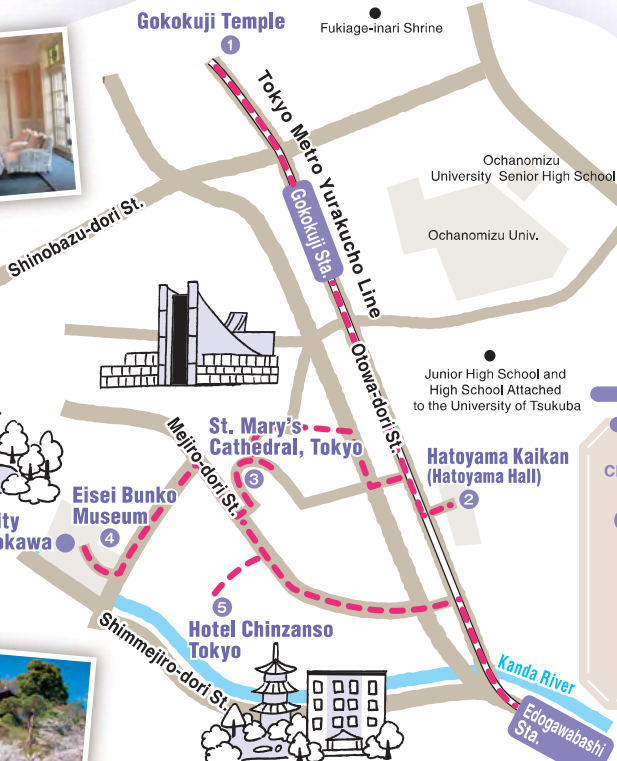 Gokokuji Temple
1
Fukiage-inari Shrine
Tokyo Metro Yurakucho Line
Ochanomizu
University Senior High School
Ochanomizu Univ.
Shinobazu-dori St.
Gokokuji Sta.
Otowa-dori St.
Junior High School and
High School Attached
to the University of Tsukuba
St. Mary's
Cathedral, Tokyo
3
Mejiro-dori St.
Hatoyama Kaikan
(Hatoyama Hall)
2
Eisei Bunko
Museum
4
5
Hotel Chinzanso
Tokyo
Shimmejiro-dori St.
Kanda River
Edogawabashi
Sta.